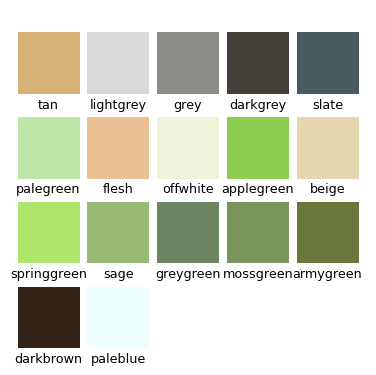 tan lightgrey grey darkgrey slate
palegreen flesh offwhite applegreen beige
springgreen sage greygreen mossgreen armygreen
darkbrown paleblue